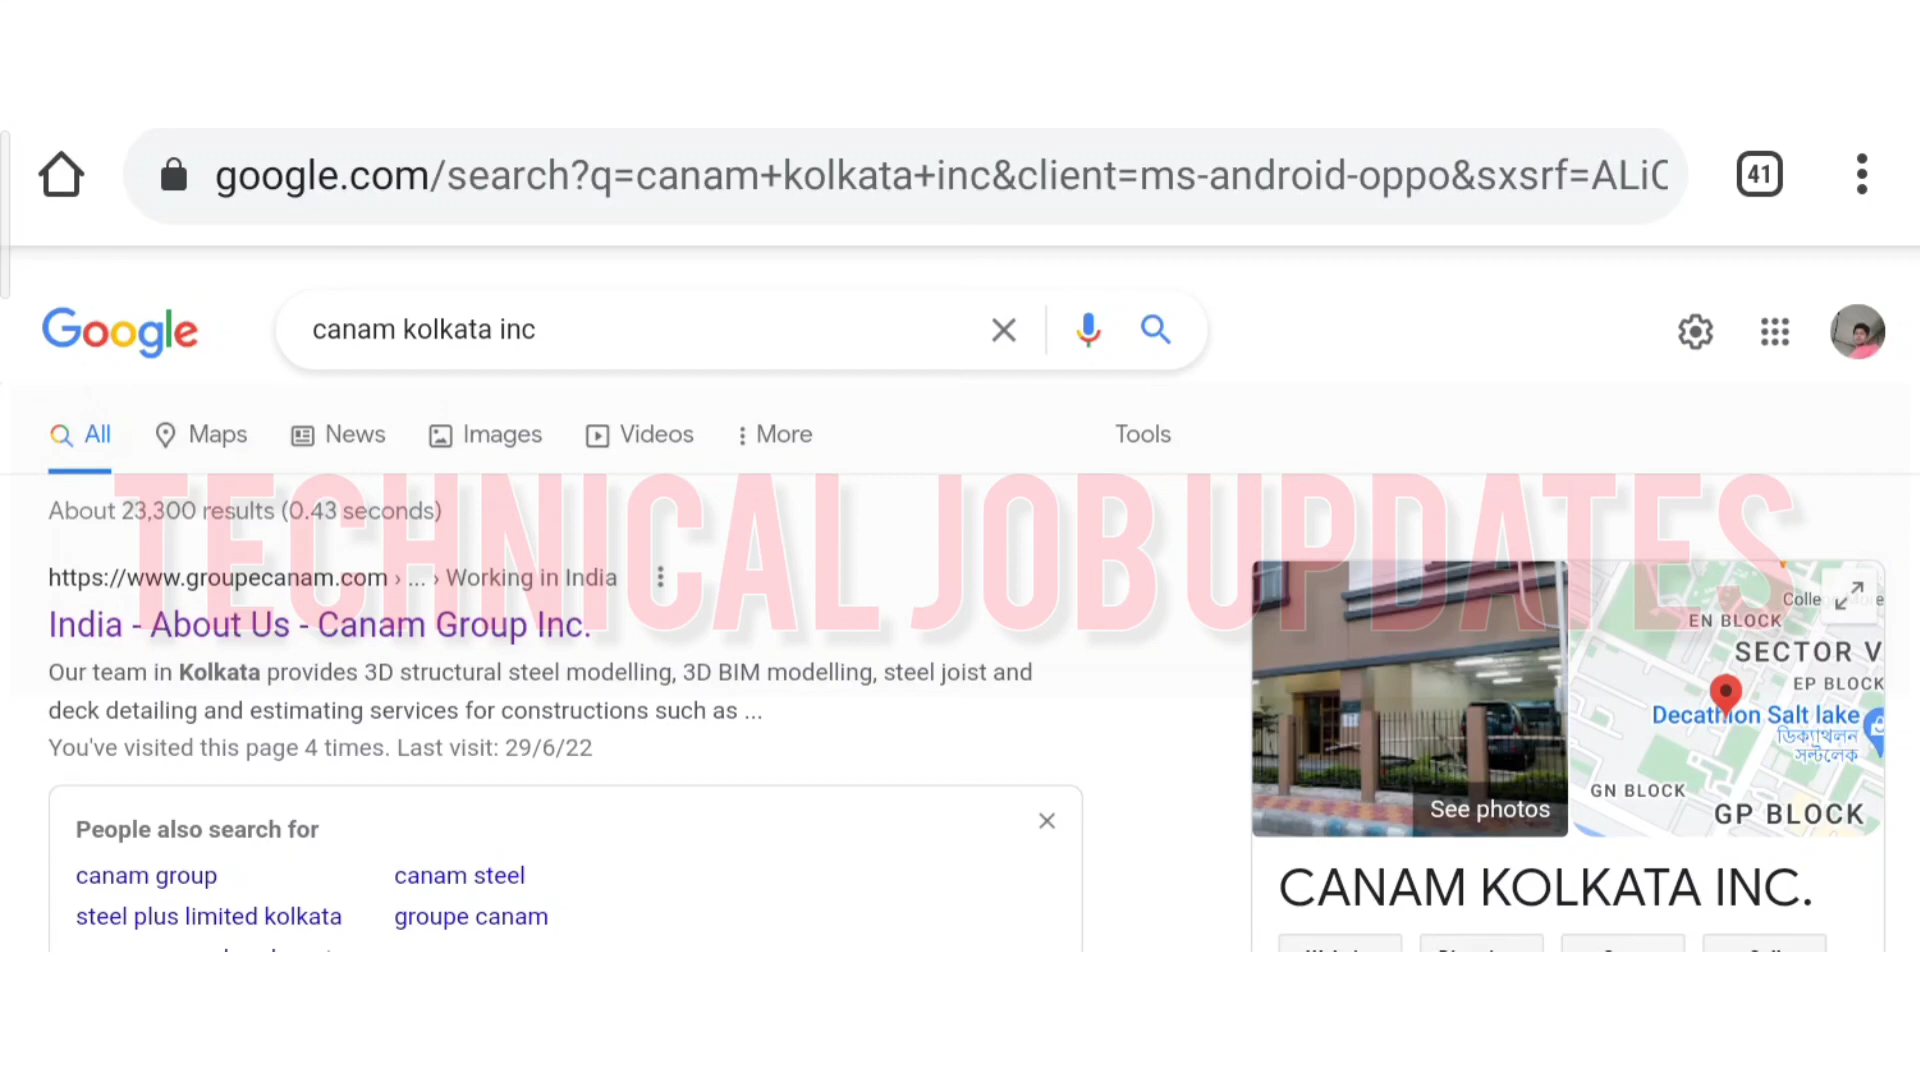 google.com/search?q=canam+kolkata+inc&client=ms-android-oppo&sxsrf=ALiC
41
Google
canam kolkata inc
All
Maps
News
Images
Videos
More
Tools
TECHNICAL JOB UPDATES
About 23,300 results (0.43 seconds)
https://www.groupecanam.com › ... › Working in India
India - About Us - Canam Group Inc.
Our team in Kolkata provides 3D structural steel modelling, 3D BIM modelling, steel joist and
deck detailing and estimating services for constructions such as ...
You've visited this page 4 times. Last visit: 29/6/22
People also search for
canam group
canam steel
steel plus limited kolkata
groupe canam
See photos
EN BLOCK
SECTOR V
EP BLOCK
Decathlon Salt lake
ডিক্যাথলন
সল্টলেক
GN BLOCK
GP BLOCK
CANAM KOLKATA INC.